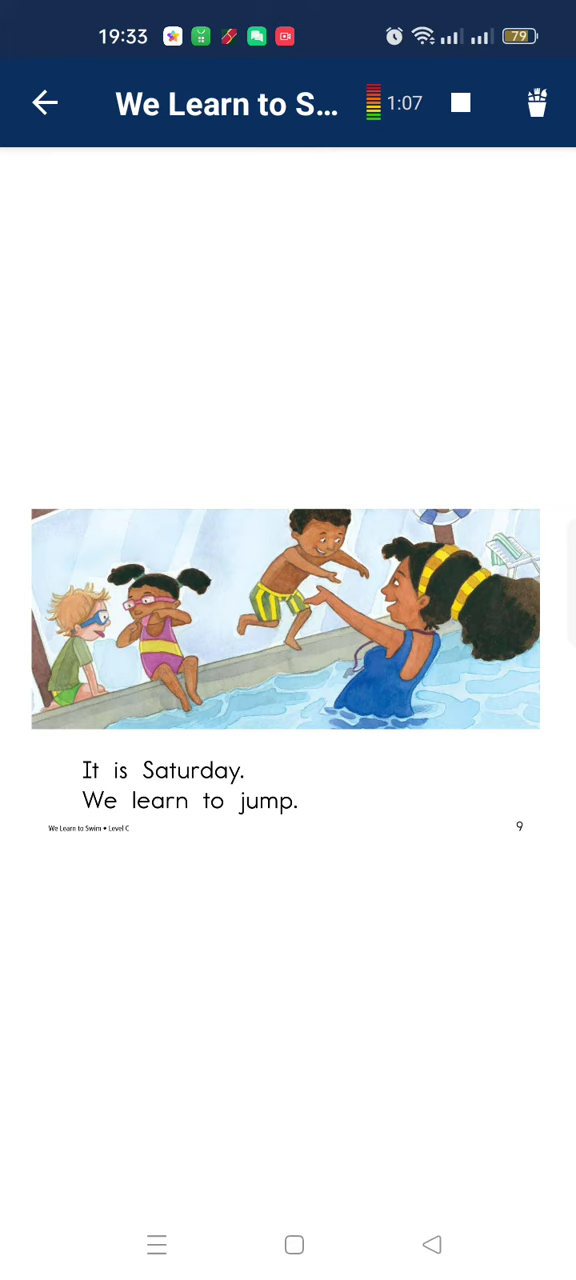 19:33
79
We Learn to S...
1:07
It is Saturday.
We learn to jump.
We Learn to Swim • Level C
9